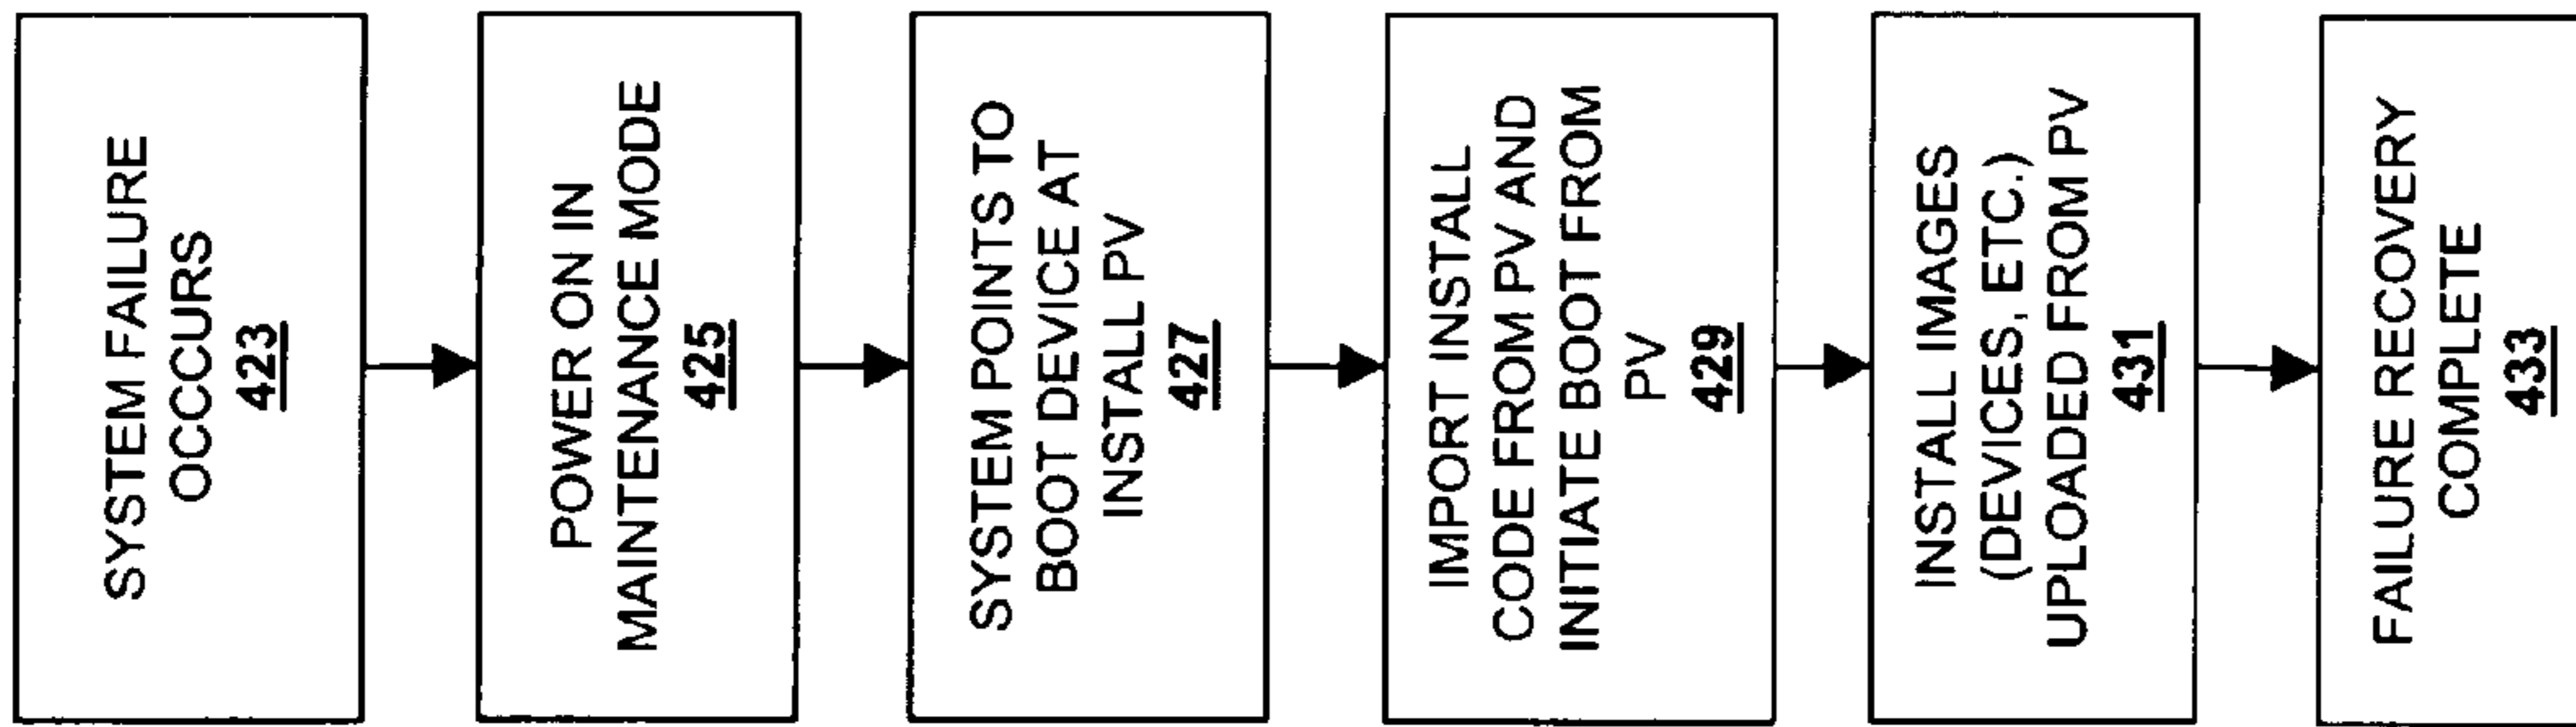 SYSTEM FAILURE
OCCCURS
423
POWER ON IN
MAINTENANCE MODE
425
SYSTEM POINTS TO
BOOT DEVICE AT
INSTALL PV
427
IMPORT INSTALL
CODE FROM PV AND
INITIATE BOOT FROM
PV
429
INSTALL IMAGES
(DEVICES, ETC.)
UPLOADED FROM PV
431
FAILURE RECOVERY
COMPLETE
433